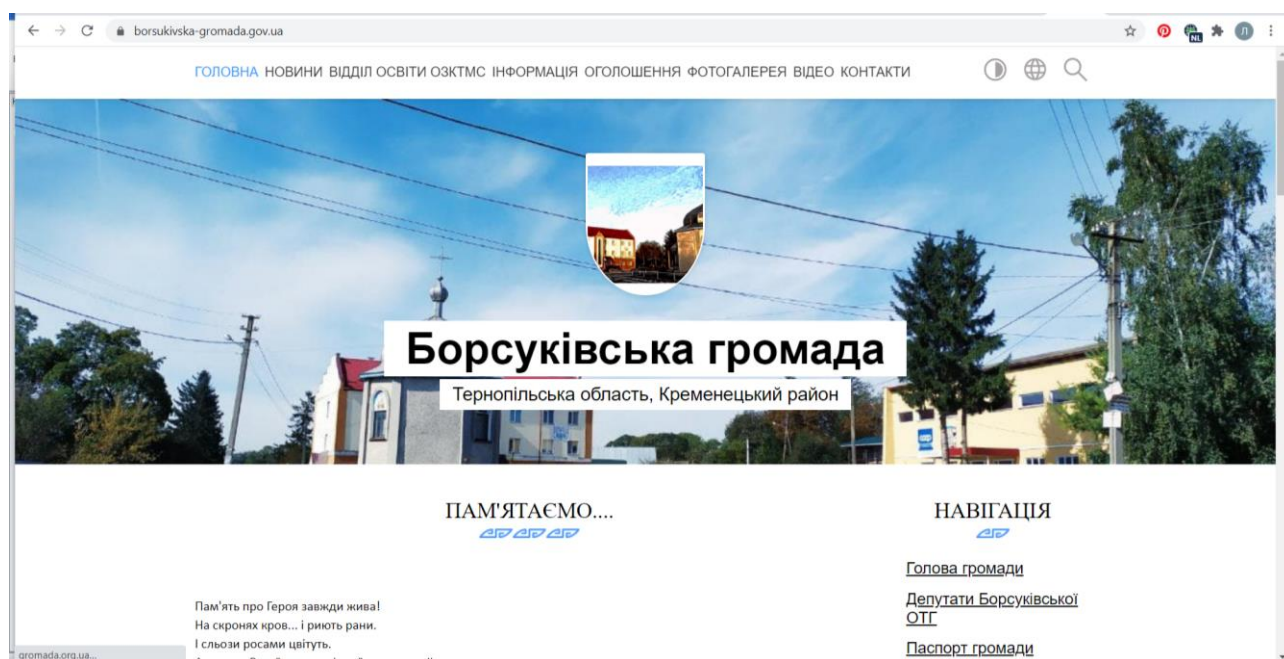 borsukivska-gromada.gov.ua
NL
Л
ГОЛОВНА НОВИНИ ВІДДІЛ ОСВІТИ ОЗКТМС ІНФОРМАЦІЯ ОГОЛОШЕННЯ ФОТОГАЛЕРЕЯ ВІДЕО КОНТАКТИ
Борсуківська громада
Тернопільська область, Кременецький район
ПАМ'ЯТАЄМО....
Пам'ять про Героя завжди жива!
На скронях кров... і риють рани.
І сльози росами цвітуть.
НАВІГАЦІЯ
Голова громади
Депутати Борсуківської
ОТГ
Паспорт громади
gromada.org.ua...